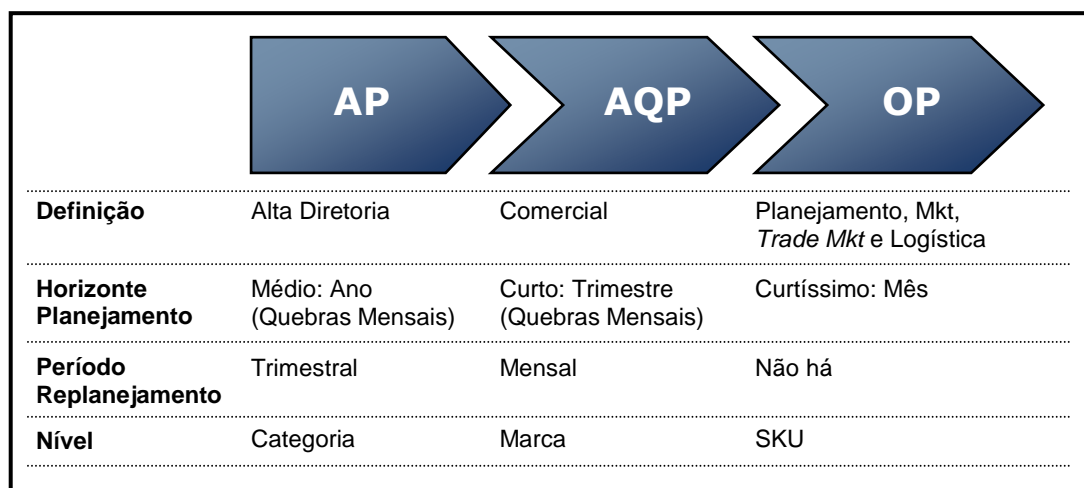 AP AQP OP
Definição Alta Diretoria Comercial Planejamento, Mkt,
Trade Mkt e Logística
Horizonte Médio: Ano Curto: Trimestre Curtíssimo: Mês
Planejamento (Quebras Mensais) (Quebras Mensais)
Período Trimestral Mensal Não há
Replanejamento
Nível Categoria Marca SKU